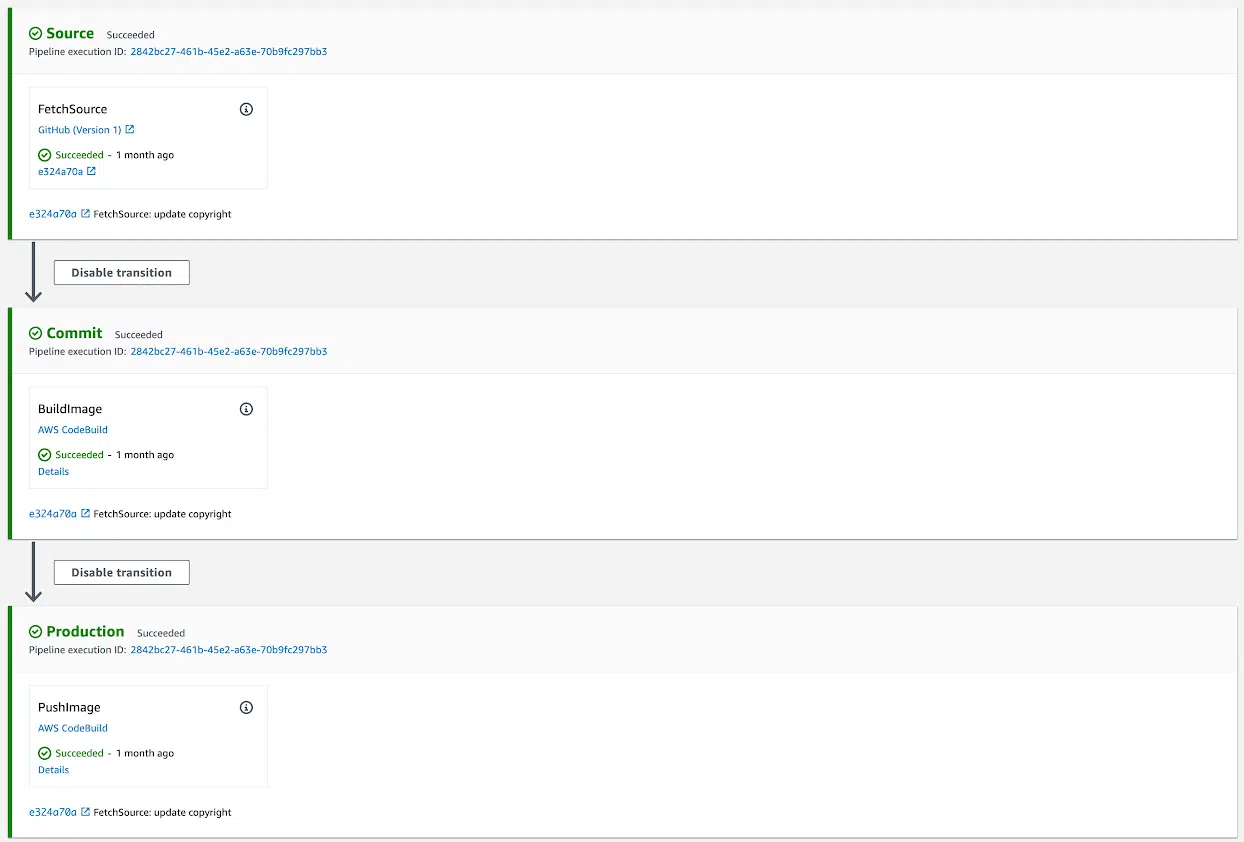 Source Succeeded
Pipeline execution ID: 2842bc27-461b-45e2-a63e-70b9fc297bb3
FetchSource
GitHub (Version 1)
Succeeded - 1 month ago
e324a70a
e324a70a FetchSource: update copyright
Disable transition
Commit Succeeded
Pipeline execution ID: 2842bc27-461b-45e2-a63e-70b9fc297bb3
BuildImage
AWS CodeBuild
Succeeded - 1 month ago
Details
e324a70a FetchSource: update copyright
Disable transition
Production Succeeded
Pipeline execution ID: 2842bc27-461b-45e2-a63e-70b9fc297bb3
PushImage
AWS CodeBuild
Succeeded - 1 month ago
Details
e324a70a FetchSource: update copyright